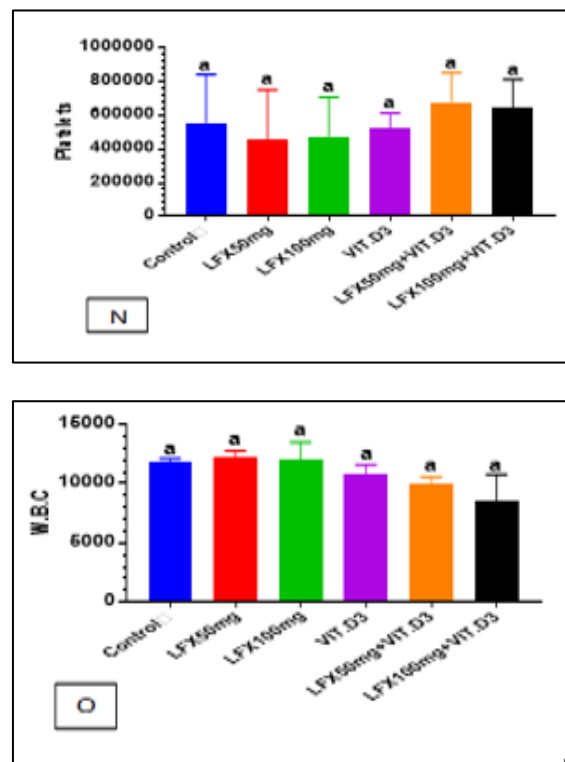 1000000
800000
600000
400000
200000
0
Platelets
a a a a a a
Control
LFX50mg
LFX100mg
VIT.D3
LFX50mg+VIT.D3
LFX100mg+VIT.D3
N
15000
10000
5000
0
W.B.C
a a a a a a
Control
LFX50mg
LFX100mg
VIT.D3
LFX50mg+VIT.D3
LFX100mg+VIT.D3
O